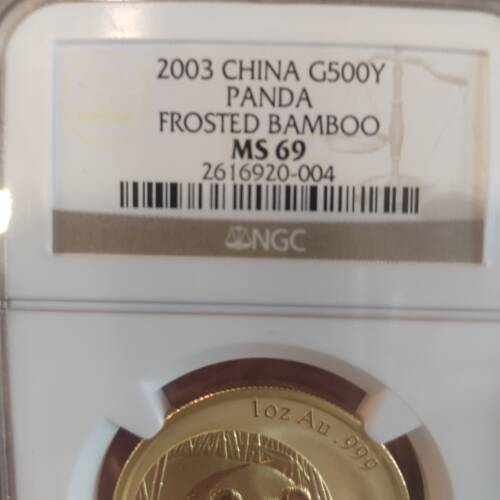 2003 CHINA G500Y
PANDA
FROSTED BAMBOO
MS 69
2616920-004
NGC
1oz Au .999